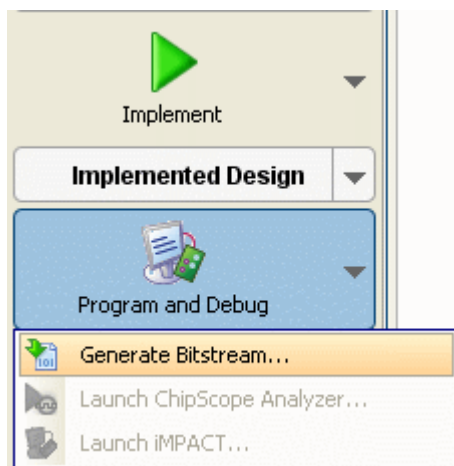 Implement
Implemented Design
Program and Debug
Generate Bitstream...
Launch ChipScope Analyzer...
Launch iMPACT...